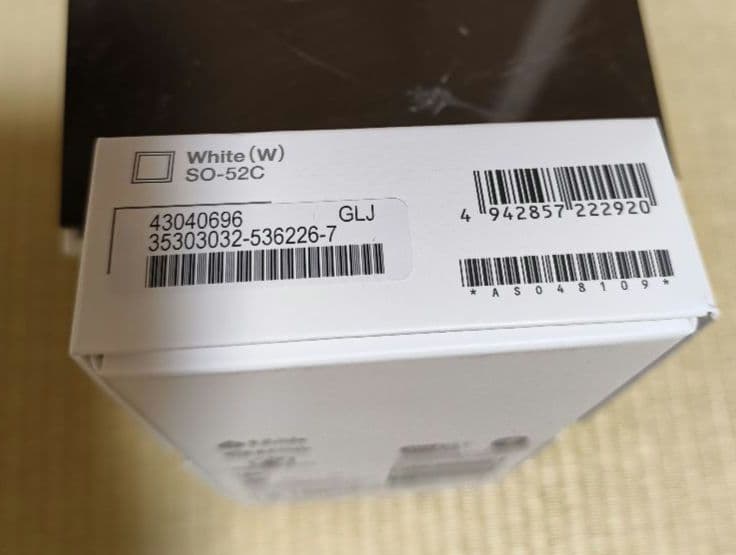 White (W)
SO-52C
43040696 GLJ
35303032-536226-7
4 942857 222920
*AS048109*